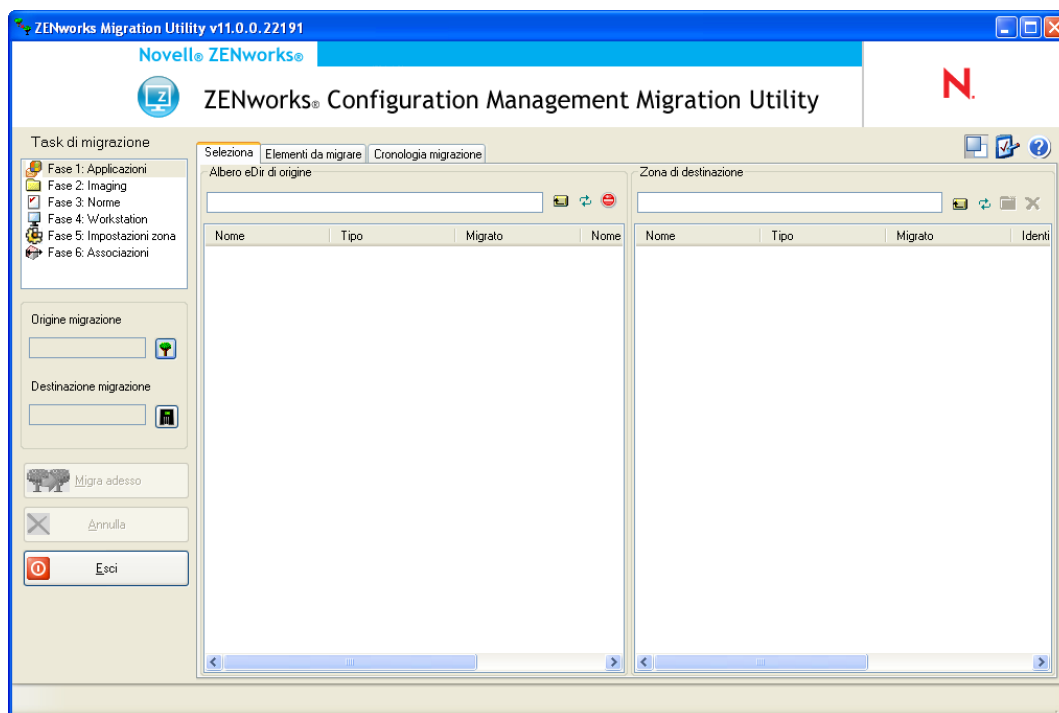 ZENworks Migration Utility v11.0.0.22191
Novell® ZENworks®
Z
ZENworks® Configuration Management Migration Utility
N.
Task di migrazione
Fase 1: Applicazioni
Fase 2: Imaging
Fase 3: Norme
Fase 4: Workstation
Fase 5: Impostazioni zona
Fase 6: Associazioni
Origine migrazione
Destinazione migrazione
Migra adesso
Annulla
Esci
Seleziona Elementi da migrare Cronologia migrazione
Albero eDir di origine
Nome Tipo Migrato Nome
Zona di destinazione
Nome Tipo Migrato Identi